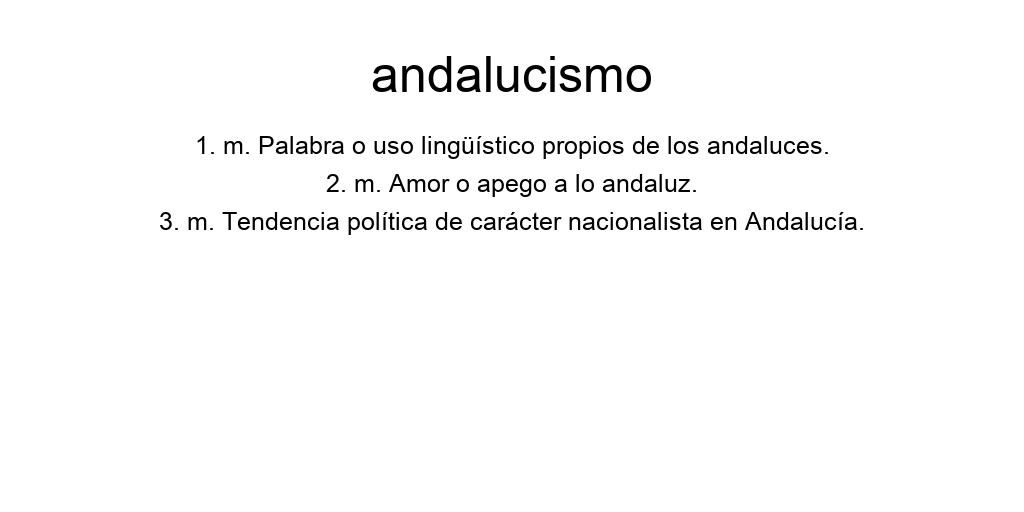 andalucismo
1. m. Palabra o uso lingüístico propios de los andaluces.
2. m. Amor o apego a lo andaluz.
3. m. Tendencia política de carácter nacionalista en Andalucía.